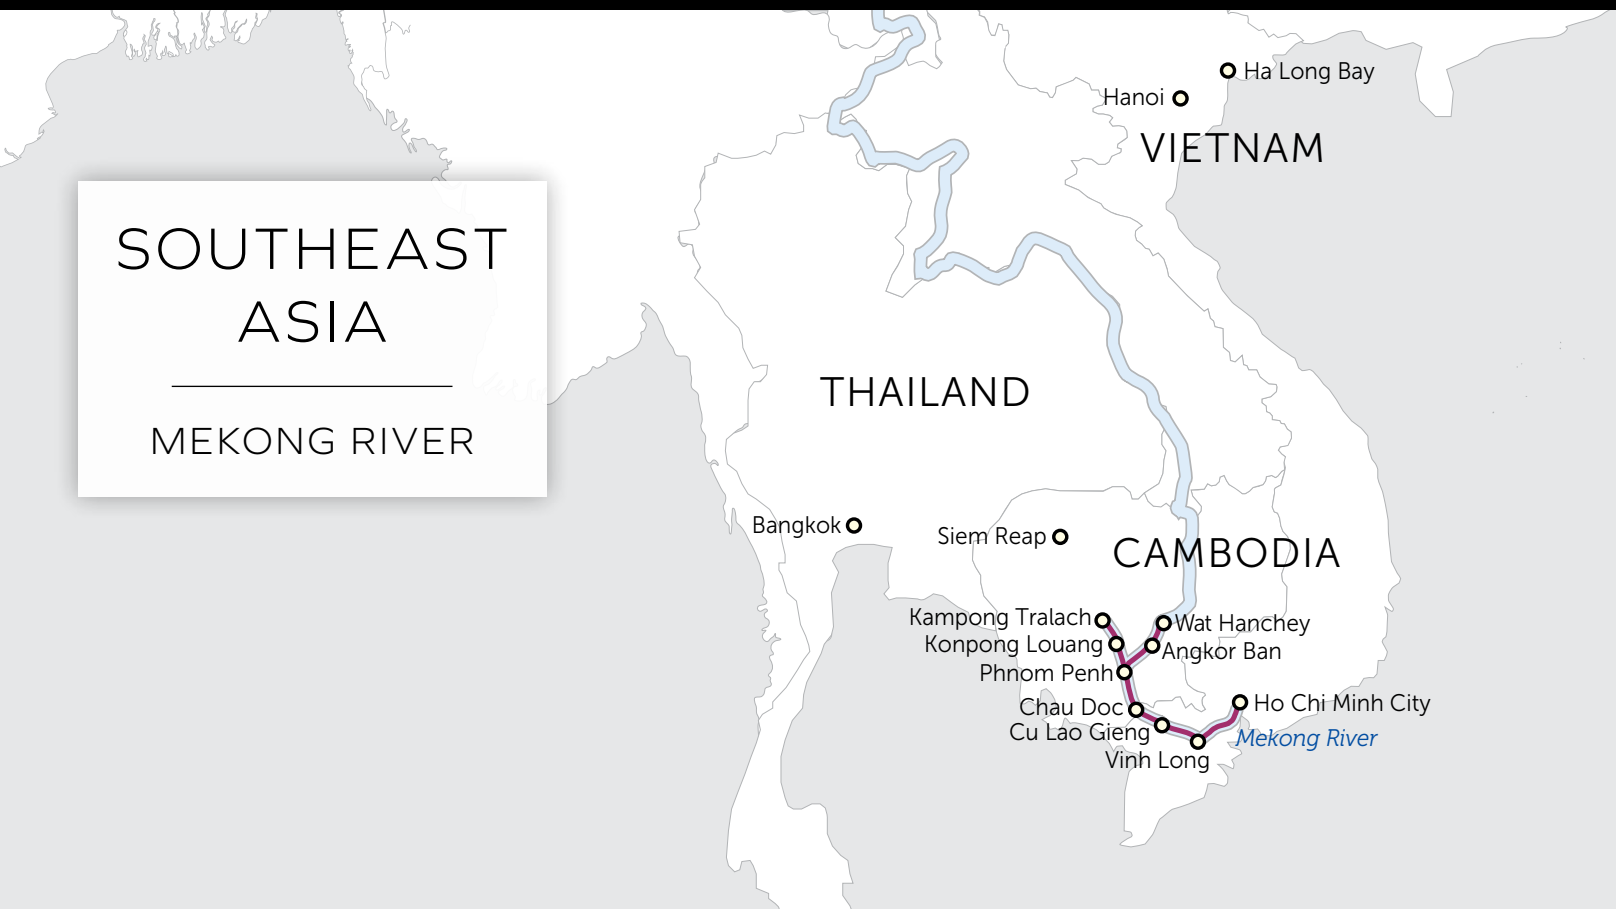 Ha Long Bay
Hanoi
VIETNAM
SOUTHEAST
ASIA
MEKONG RIVER
THAILAND
Bangkok
Siem Reap
CAMBODIA
Kampong Tralach
Wat Hanchey
Konpong Louang
Angkor Ban
Phnom Penh
Chau Doc
Ho Chi Minh City
Cu Lao Gieng
Mekong River
Vinh Long